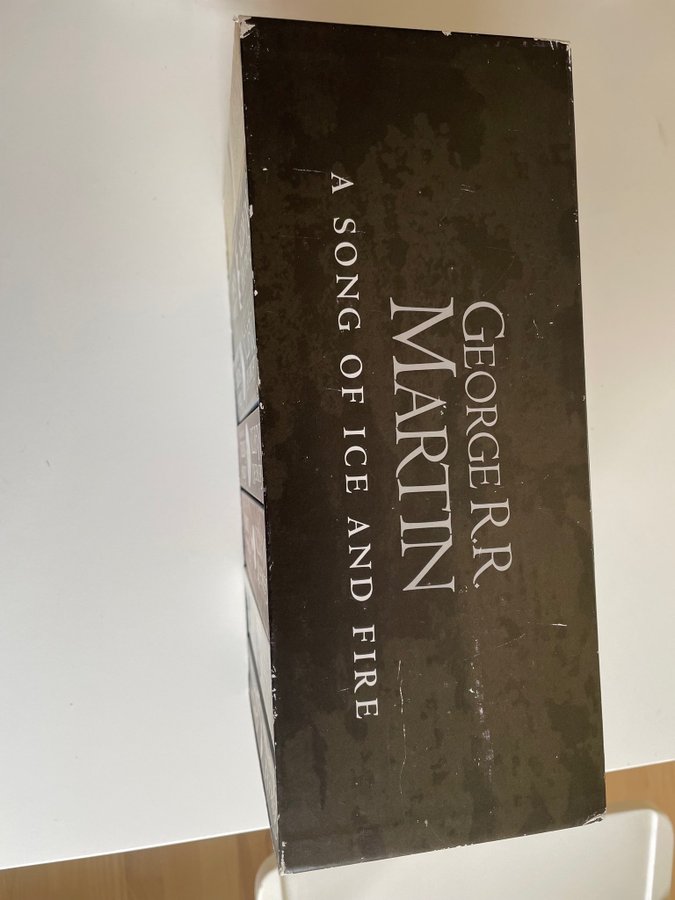 GEORGE R.R.
MARTIN
A SONG OF ICE AND FIRE